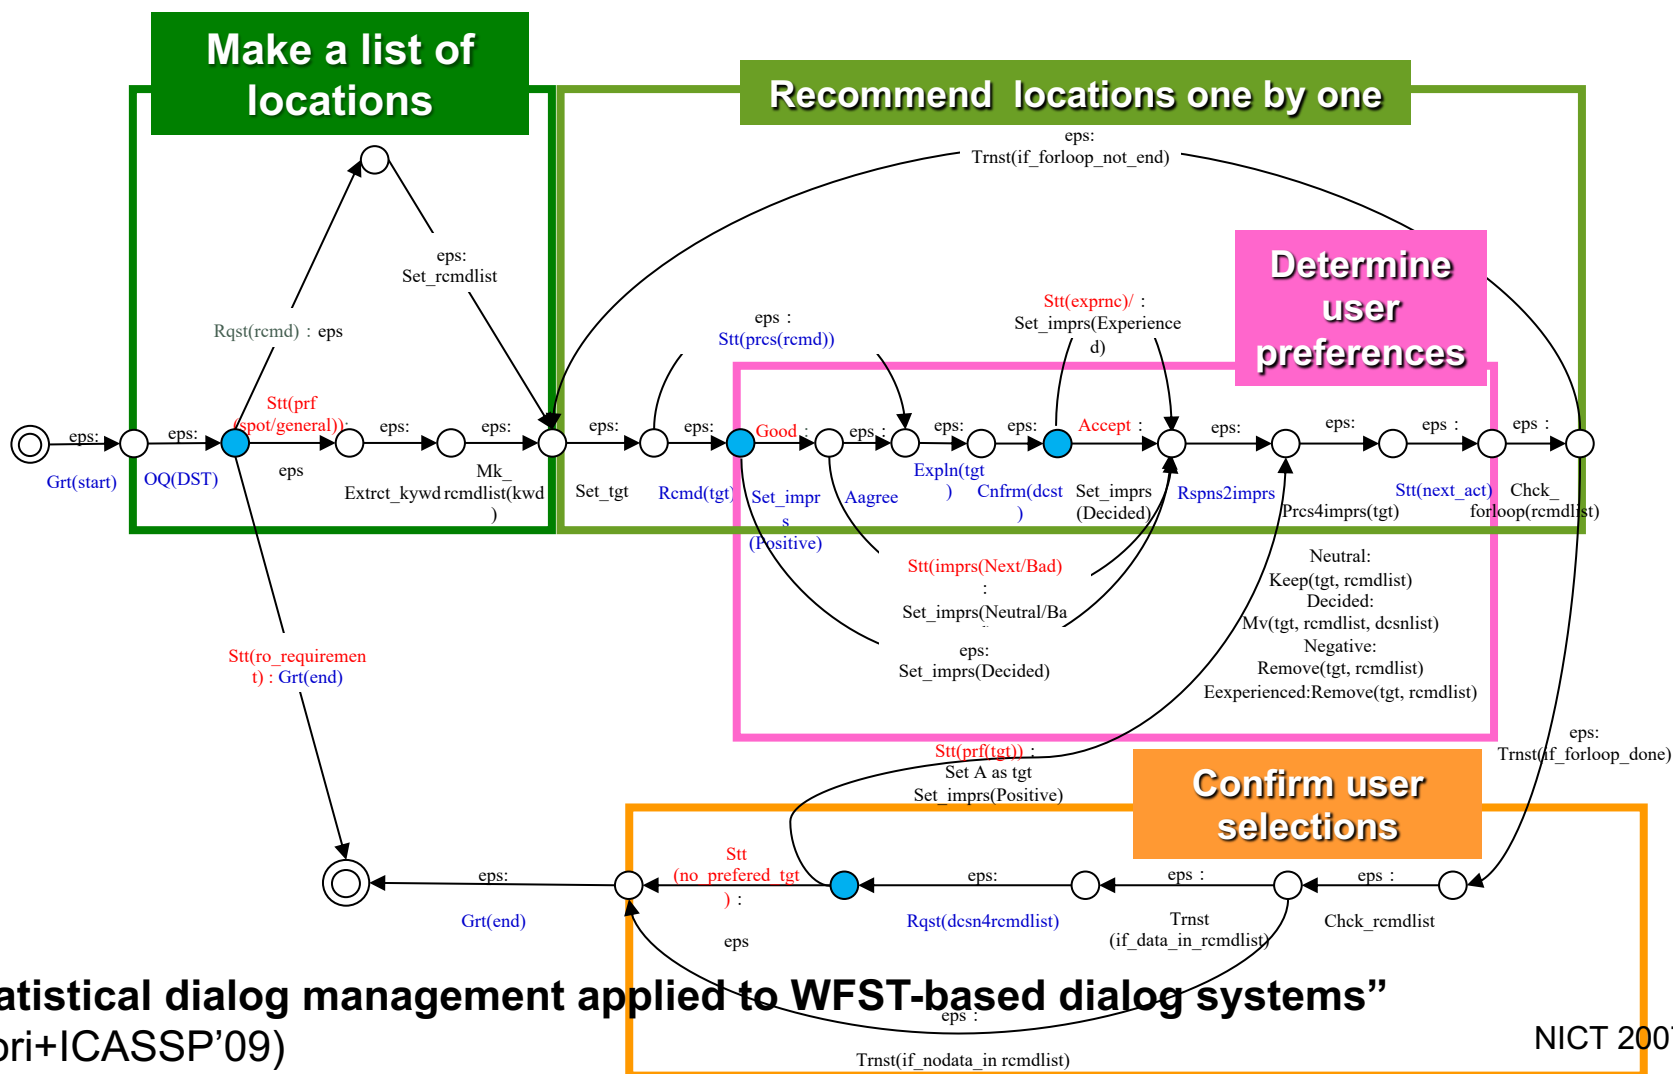 Make a list of
locations
Recommend locations one by one
eps:
Trnst(if_forloop_not_end)
Determine
user
preferences
eps:
Set_rcmdlist
Rqst(rcmd) : eps
eps :
Stt(prcs(rcmd))
Stt(exprnc)/ :
Set_imprs(Experience
d)
Stt(prf
(spot/general)):
eps
eps:
Grt(start)
eps:
OQ(DST)
eps:
Extrct_kywd
eps:
Mk_
rcmdlist(kwd
)
eps:
Set_tgt
eps:
Rcmd(tgt)
Good :
Set_impr
s
(Positive)
eps :
Aagree
eps:
Expln(tgt
)
eps:
Cnfrm(dcst
)
Accept :
Set_imprs
(Decided)
eps:
Rspns2imprs
eps:
Prcs4imprs(tgt)
eps :
Stt(next_act)
eps :
Chck_
forloop(rcmdlist)
Stt(imprs(Next/Bad)
:
Set_imprs(Neutral/Ba
eps:
Set_imprs(Decided)
Neutral:
Keep(tgt, rcmdlist)
Decided:
Mv(tgt, rcmdlist, dcsnlist)
Negative:
Remove(tgt, rcmdlist)
Eexperienced:Remove(tgt, rcmdlist)
Stt(ro_requiremen
t) : Grt(end)
Stt(prf(tgt)) :
Set A as tgt
Set_imprs(Positive)
eps:
Trnst(if_forloop_done)
Confirm user
selections
eps:
Grt(end)
Stt
(no_prefered_tgt
) :
eps
eps:
Rqst(dcsn4rcmdlist)
eps :
Trnst
(if_data_in_rcmdlist)
eps :
Chck_rcmdlist
atistical dialog management applied to WFST-based dialog systems”
ori+ICASSP’09)
eps :
Trnst(if_nodata_in rcmdlist)
NICT 2007